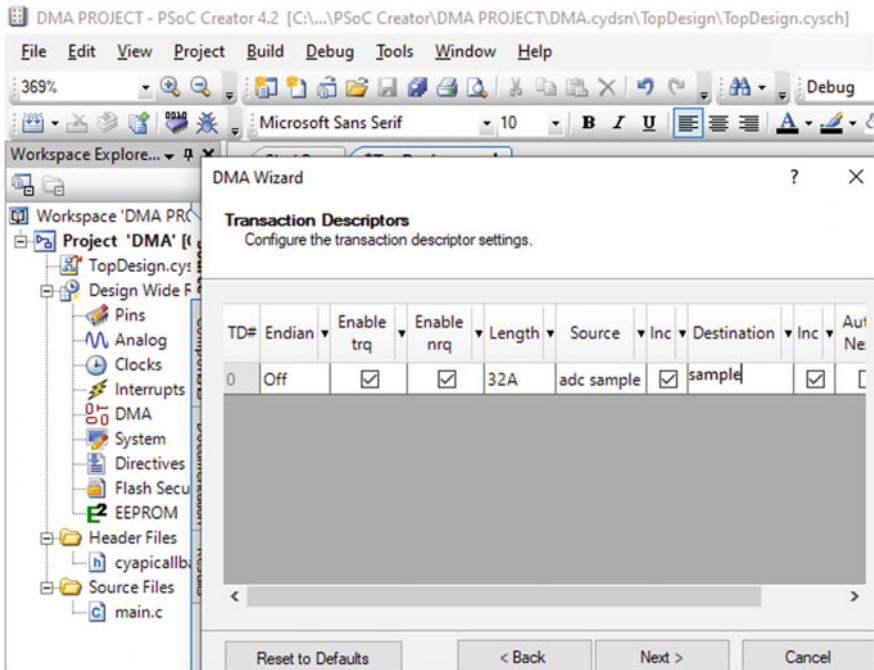 DMA PROJECT - PSoC Creator 4.2 [C:\...\PSoC Creator\DMA PROJECT\DMA.cydsn\TopDesign\TopDesign.cysch]
File Edit View Project Build Debug Tools Window Help
369% Debug
Microsoft Sans Serif 10 B I U A
Workspace Explore...
DMA Wizard ? X
Transaction Descriptors
Configure the transaction descriptor settings.
Workspace 'DMA PRO
Project 'DMA' [
TopDesign.cys
Design Wide R
Pins
Analog
Clocks
Interrupts
DMA
System
Directives
Flash Secu
EEPROM
Header Files
cyapicallba
Source Files
main.c
TD# Endian Enable trq Enable nrq Length Source Inc Destination Inc Aut Ne
0 Off 32A adc sample sample
Reset to Defaults < Back Next > Cancel